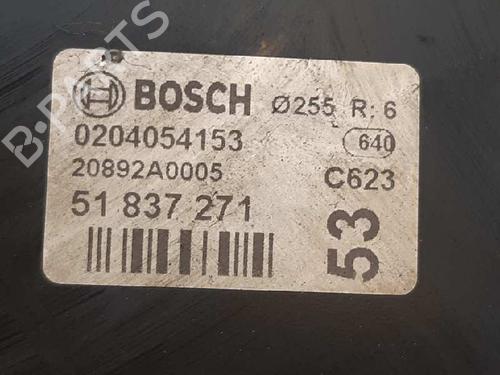 BOSCH Ø255 R: 6
0204054153 640
20892A0005 C623
51 837 271
53
B-PARTS